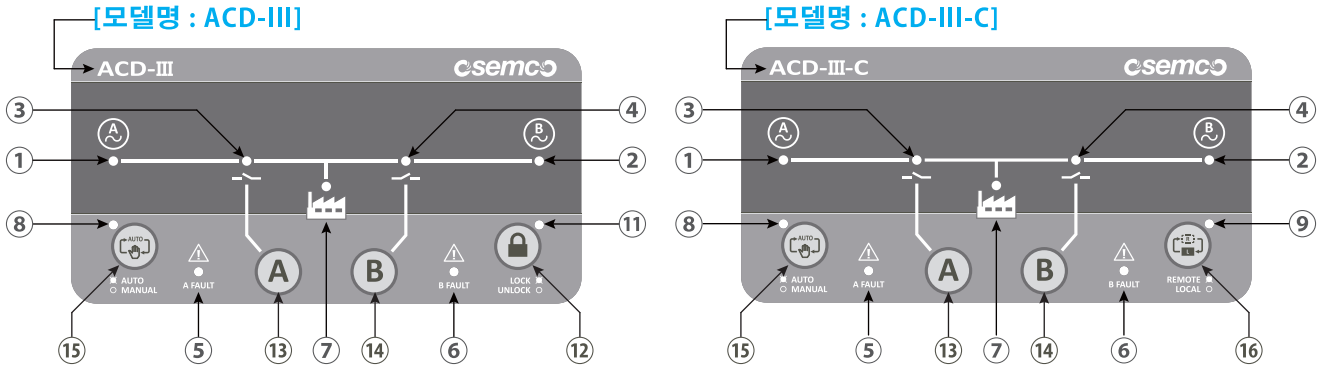 [모델명 : ACD-III]
ACD-Ⅲ
semco
③
④
A
B
①
②
⑧
⑪
AUTO
A
B
AUTO
MANUAL
A FAULT
B FAULT
LOCK
UNLOCK
⑮
⑤
⑬
⑦
⑭
⑥
⑫
[모델명 : ACD-III-C]
ACD-Ⅲ-C
semco
③
④
A
B
①
②
⑧
⑨
AUTO
R
L
A
B
AUTO
MANUAL
A FAULT
B FAULT
REMOTE
LOCAL
⑮
⑤
⑬
⑦
⑭
⑥
⑯